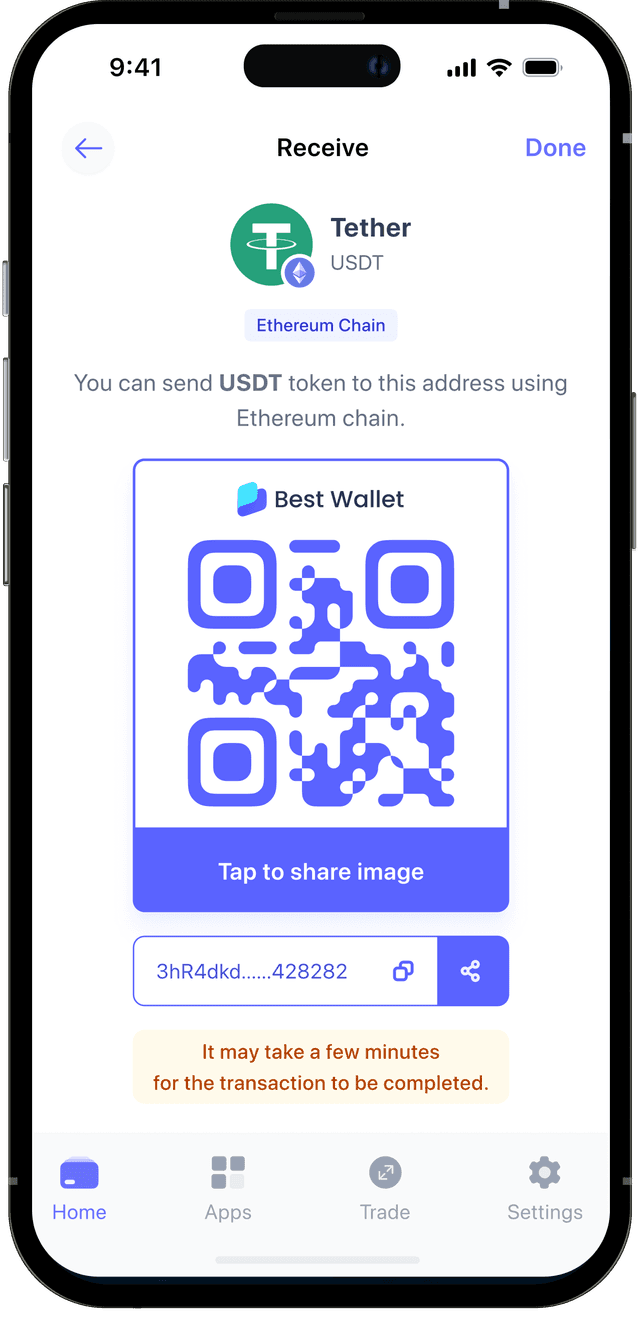 9:41
Receive
Done
Tether
USDT
Ethereum Chain
You can send USDT token to this address using
Ethereum chain.
Best Wallet
Tap to share image
3hR4dkd......428282
It may take a few minutes
for the transaction to be completed.
Home
Apps
Trade
Settings